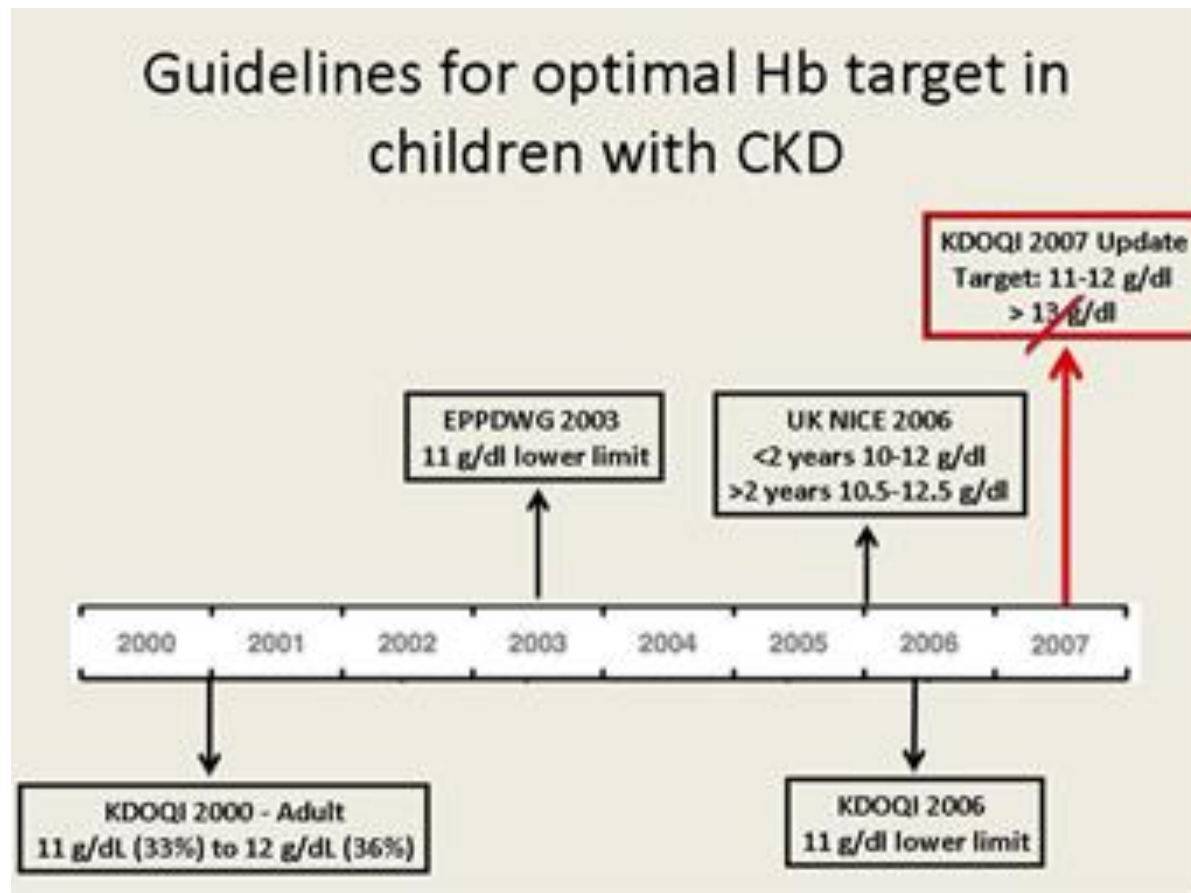 Guidelines for optimal Hb target in
children with CKD
KDOQI 2007 Update
Target: 11-12 g/dl
> 13 g/dl
EPPDWG 2003
11 g/dl lower limit
UK NICE 2006
<2 years 10-12 g/dl
>2 years 10.5-12.5 g/dl
2000 2001 2002 2003 2004 2005 2006 2007
KDOQI 2000 - Adult
11 g/dL (33%) to 12 g/dL (36%)
KDOQI 2006
11 g/dl lower limit